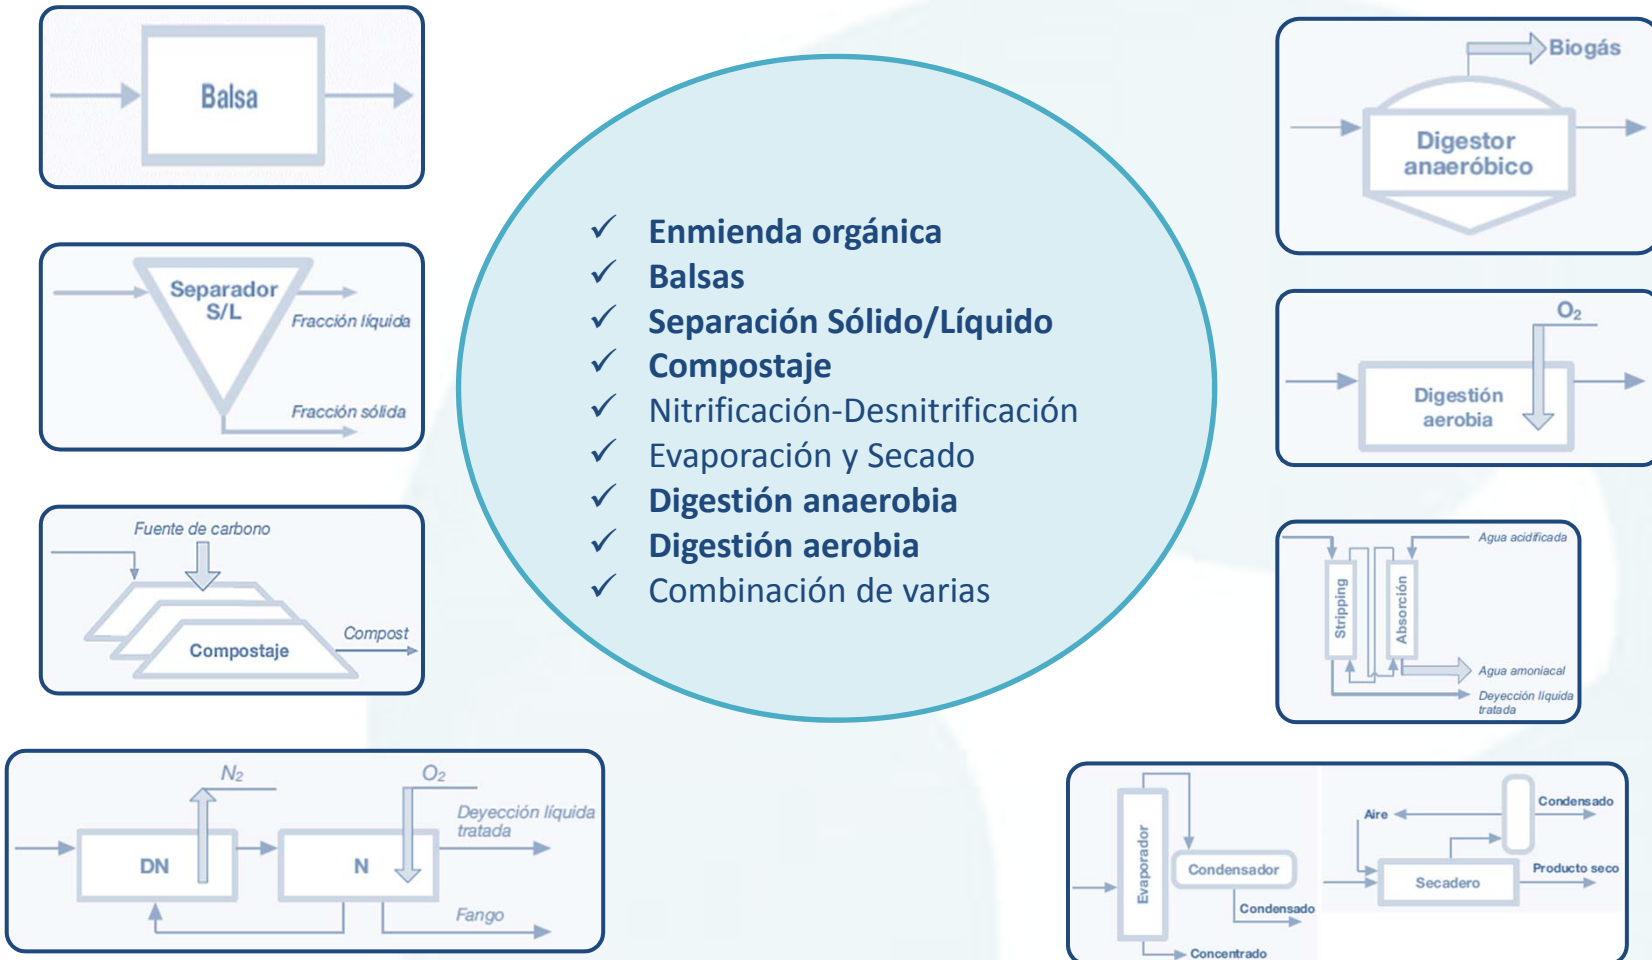 Balsa
Separador
S/L
Fracción líquida
Fracción sólida
Fuente de carbono
Compostaje
Compost
N2
O2
Deyección líquida
tratada
DN
N
Fango
✓ Enmienda orgánica
✓ Balsas
✓ Separación Sólido/Líquido
✓ Compostaje
✓ Nitrificación-Desnitrificación
✓ Evaporación y Secado
✓ Digestión anaerobia
✓ Digestión aerobia
✓ Combinación de varias
Biogás
Digestor
anaeróbico
O2
Digestión
aerobia
Agua acidificada
Stripping
Absorción
Agua amoniacal
Deyección líquida
tratada
Evaporador
Condensador
Condensado
Concentrado
Aire
Condensado
Secadero
Producto seco